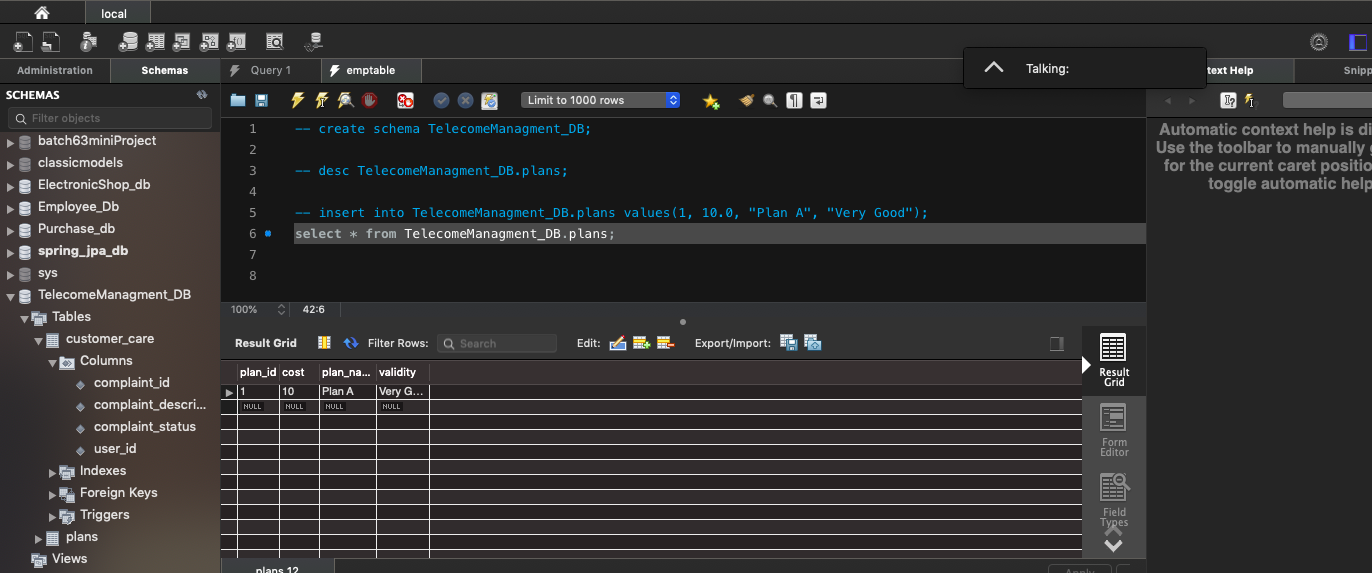 local
Administration
Schemas
Query 1
emptable
Talking:
text Help
Snipp
SCHEMAS
Filter objects
Limit to 1000 rows
batch63miniProject
classicmodels
ElectronicShop_db
Employee_Db
Purchase_db
spring_jpa_db
sys
TelecomeManagment_DB
Tables
customer_care
Columns
complaint_id
complaint_descri...
complaint_status
user_id
Indexes
Foreign Keys
Triggers
plans
Views
1 -- create schema TelecomeManagment_DB;
2
3 -- desc TelecomeManagment_DB.plans;
4
5 -- insert into TelecomeManagment_DB.plans values(1, 10.0, "Plan A", "Very Good");
6 select * from TelecomeManagment_DB.plans;
7
8
100%
42:6
Result Grid
Filter Rows:
Search
Edit:
Export/Import:
plan_id cost plan_na... validity
1 10 Plan A Very G...
NULL NULL NULL NULL
plans 12
Result
Grid
Form
Editor
Field
Types
Apply
Automatic context help is di
Use the toolbar to manually g
for the current caret positio
toggle automatic help